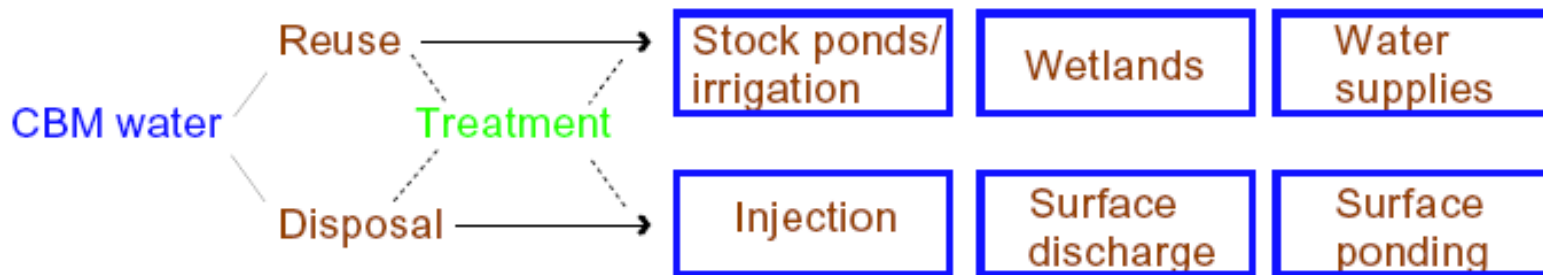 CBM water
Reuse
Disposal
Treatment
Stock ponds/
irrigation
Wetlands
Water
supplies
Injection
Surface
discharge
Surface
ponding